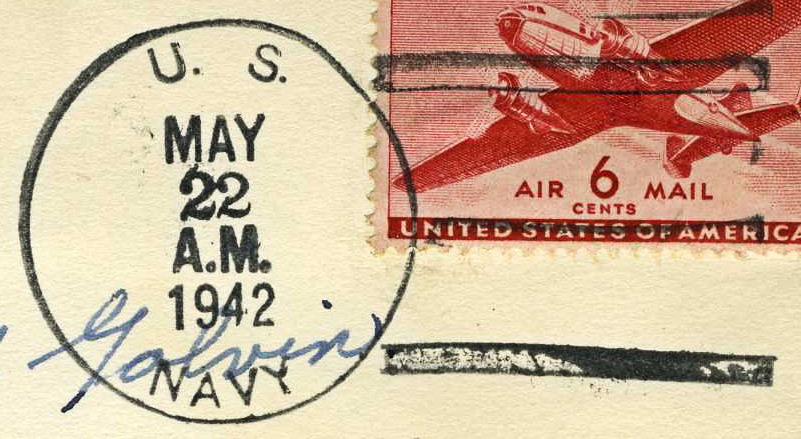 U. S.
MAY
22
A.M.
1942
NAVY
Galvin
AIR 6 MAIL
CENTS
UNITED STATES OF AMERICA